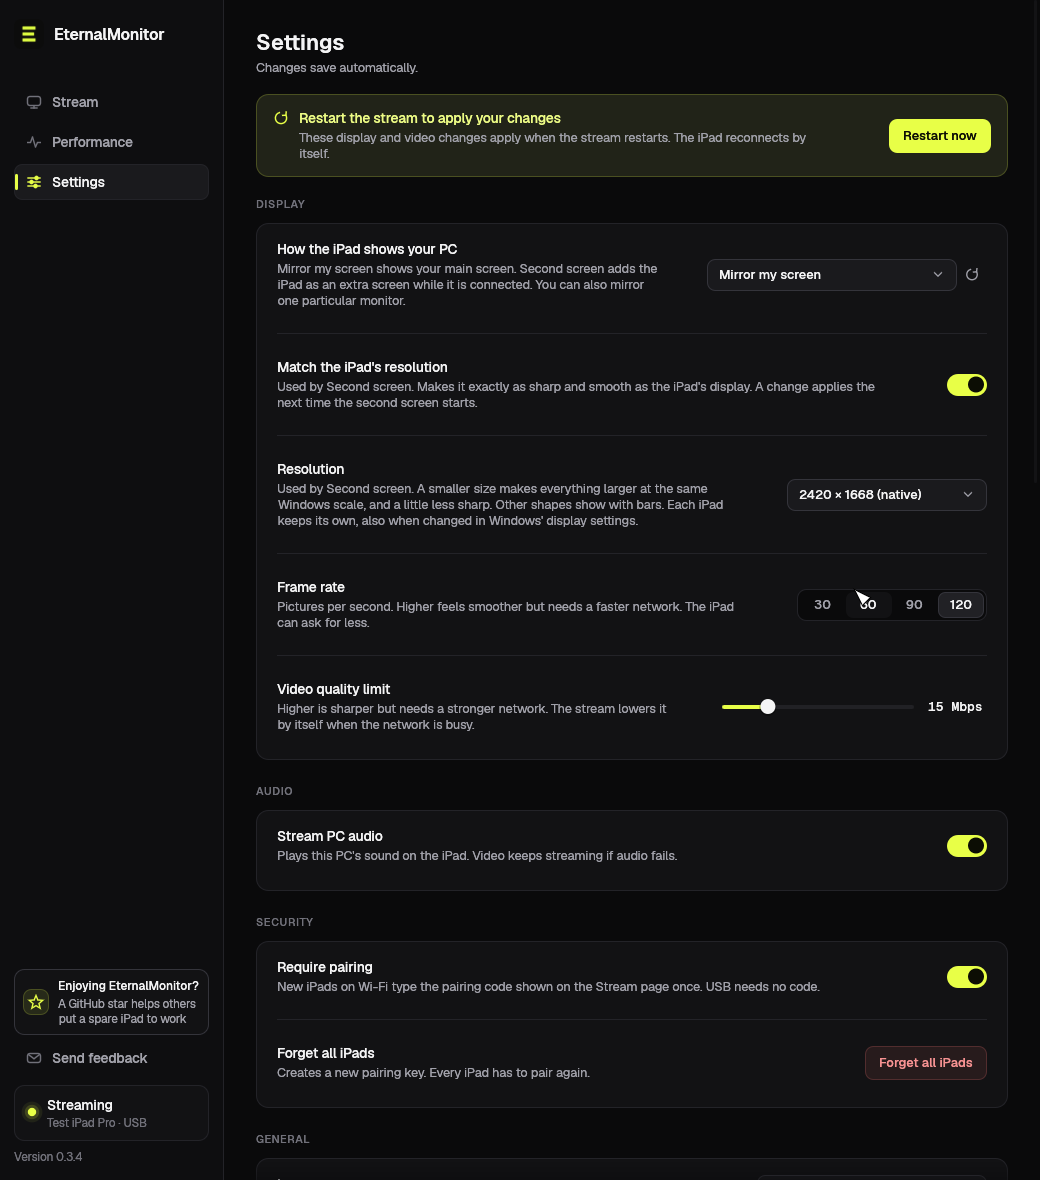 EternalMonitor
Stream
Performance
Settings
Enjoying EternalMonitor?
A GitHub star helps others
put a spare iPad to work
Send feedback
Streaming
Test iPad Pro · USB
Version 0.3.4
Settings
Changes save automatically.
Restart the stream to apply your changes
These display and video changes apply when the stream restarts. The iPad reconnects by
itself.
Restart now
DISPLAY
How the iPad shows your PC
Mirror my screen shows your main screen. Second screen adds the
iPad as an extra screen while it is connected. You can also mirror
one particular monitor.
Mirror my screen
Match the iPad's resolution
Used by Second screen. Makes it exactly as sharp and smooth as the iPad's display. A change applies the
next time the second screen starts.
Resolution
Used by Second screen. A smaller size makes everything larger at the same
Windows scale, and a little less sharp. Other shapes show with bars. Each iPad
keeps its own, also when changed in Windows' display settings.
2420 × 1668 (native)
Frame rate
Pictures per second. Higher feels smoother but needs a faster network. The iPad
can ask for less.
30 60 90 120
Video quality limit
Higher is sharper but needs a stronger network. The stream lowers it
by itself when the network is busy.
15 Mbps
AUDIO
Stream PC audio
Plays this PC's sound on the iPad. Video keeps streaming if audio fails.
SECURITY
Require pairing
New iPads on Wi-Fi type the pairing code shown on the Stream page once. USB needs no code.
Forget all iPads
Creates a new pairing key. Every iPad has to pair again.
Forget all iPads
GENERAL